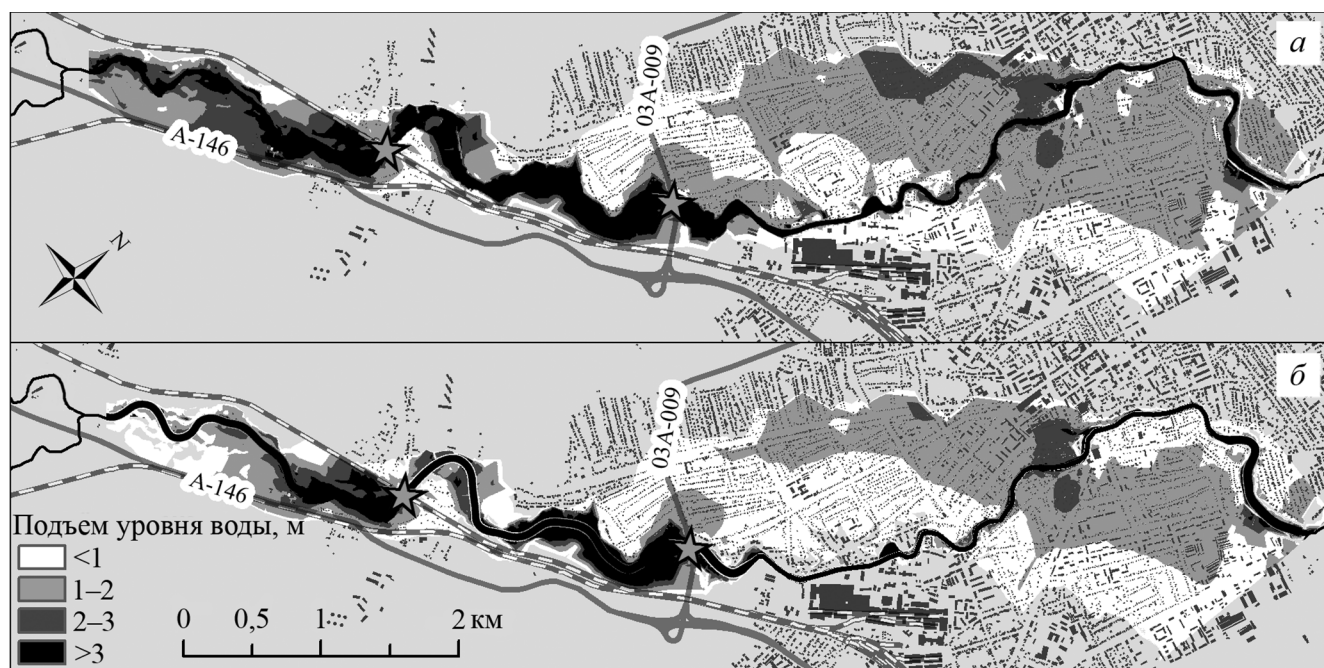 а
03А-009
А-146
N
б
03А-009
А-146
Подъем уровня воды, м
<1
1–2
2–3
>3
0 0,5 1 2 км